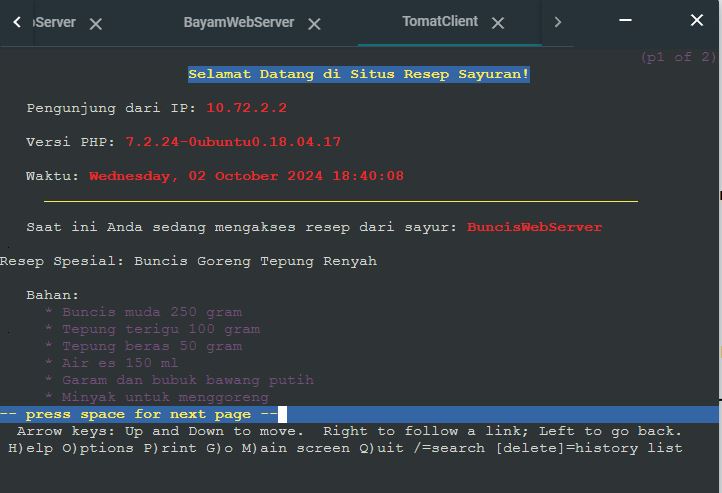 Server
BayamWebServer
TomatClient
(p1 of 2)
Selamat Datang di Situs Resep Sayuran!
Pengunjung dari IP: 10.72.2.2
Versi PHP: 7.2.24-0ubuntu0.18.04.17
Waktu: Wednesday, 02 October 2024 18:40:08
Saat ini Anda sedang mengakses resep dari sayur: BuncisWebServer
Resep Spesial: Buncis Goreng Tepung Renyah
Bahan:
* Buncis muda 250 gram
* Tepung terigu 100 gram
* Tepung beras 50 gram
* Air es 150 ml
* Garam dan bubuk bawang putih
* Minyak untuk menggoreng
-- press space for next page --
Arrow keys: Up and Down to move. Right to follow a link; Left to go back.
H)elp O)ptions P)rint G)o M)ain screen Q)uit /=search [delete]=history list